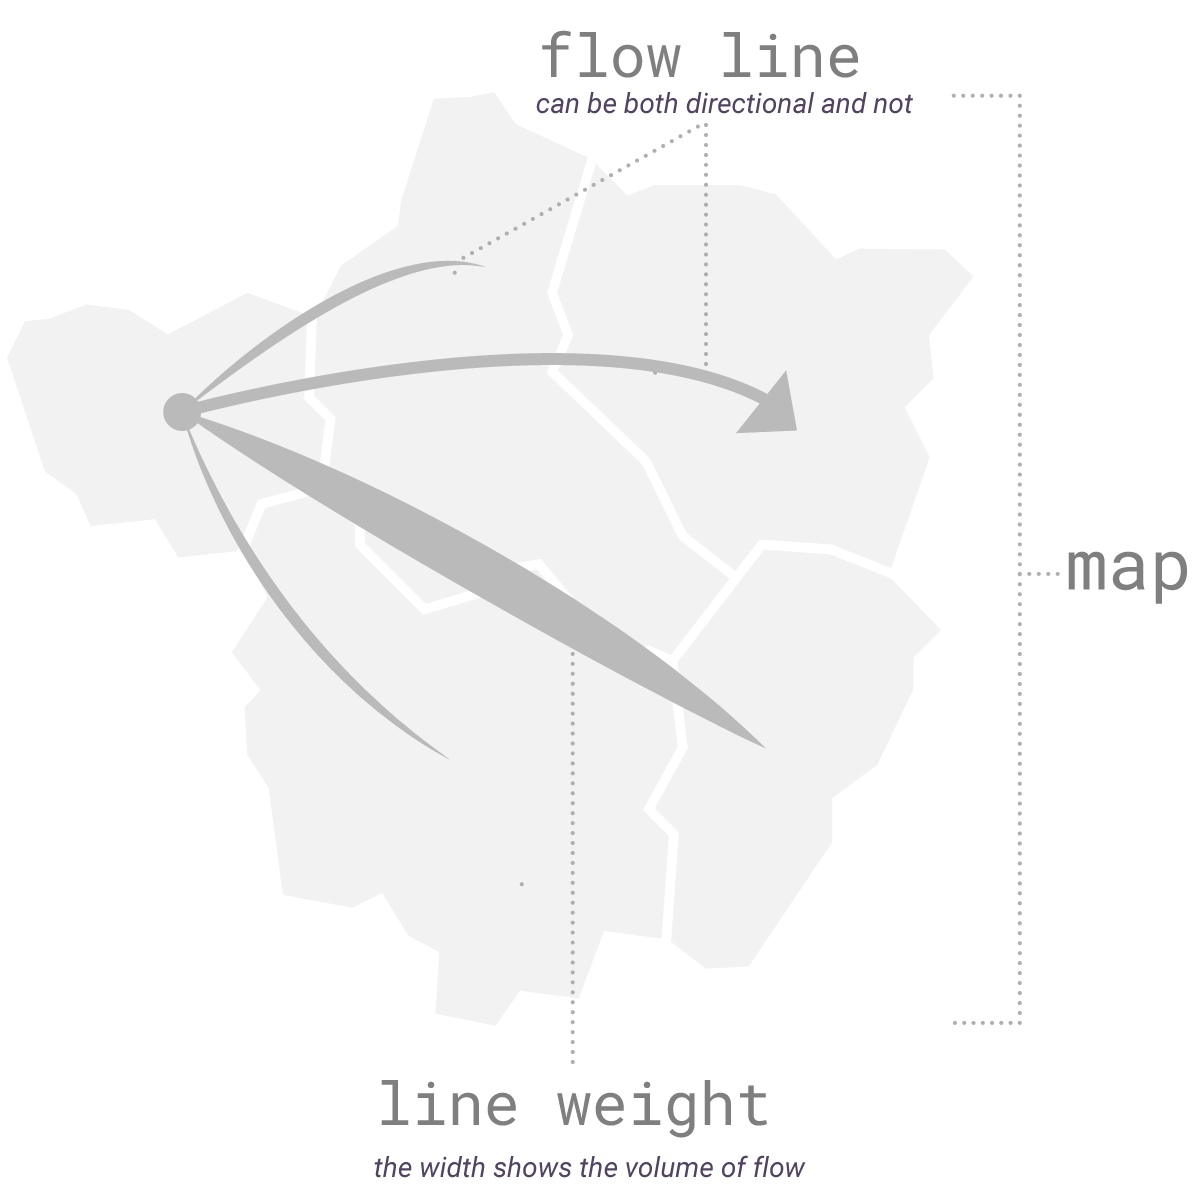 flow line
can be both directional and not
map
line weight
the width shows the volume of flow